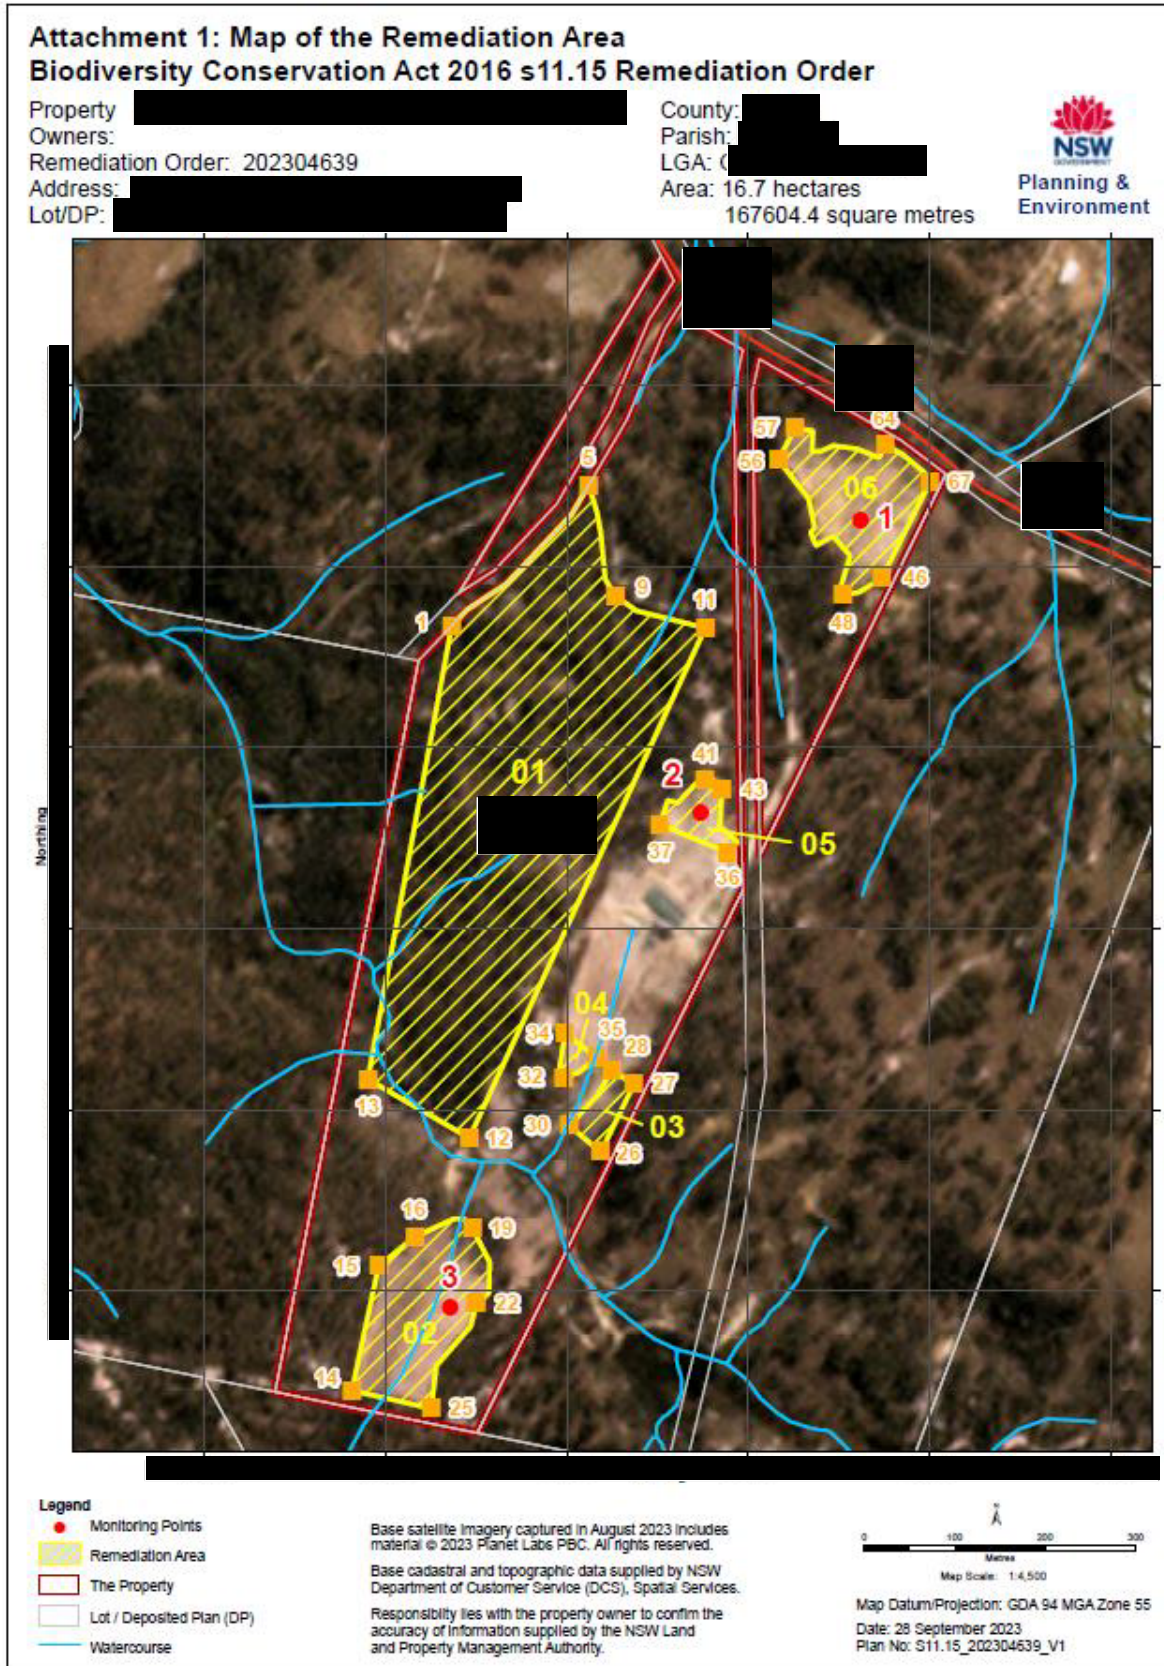 Attachment 1: Map of the Remediation Area
Biodiversity Conservation Act 2016 s11.15 Remediation Order
Property
Owners:
Remediation Order: 202304639
Address:
Lot/DP:
County:
Parish:
LGA:
Area: 16.7 hectares
167604.4 square metres
NSW
GOVERNMENT
Planning &
Environment
57
64
56
06
67
1
5
46
48
9
11
1
01
41
2
43
05
37
36
04
34
35
28
32
27
13
30
03
12
26
16
19
15
3
22
02
14
25
Northing
Legend
Monitoring Points
Remediation Area
The Property
Lot / Deposited Plan (DP)
Watercourse
Base satellite imagery captured in August 2023 includes
material © 2023 Planet Labs PBC. All rights reserved.
Base cadastral and topographic data supplied by NSW
Department of Customer Service (DCS), Spatial Services.
Responsiblity lies with the property owner to confim the
accuracy of information supplied by the NSW Land
and Property Management Authority.
N
0 100 200 300
Metres
Map Scale: 1:4,500
Map Datum/Projection: GDA 94 MGA Zone 55
Date: 28 September 2023
Plan No: S11.15_202304639_V1